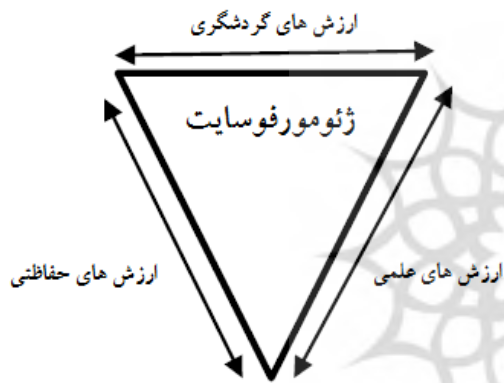 ارزش های گردشگری
ژئومورفوسایت
ارزش های علمی
ارزش های حفاظتی